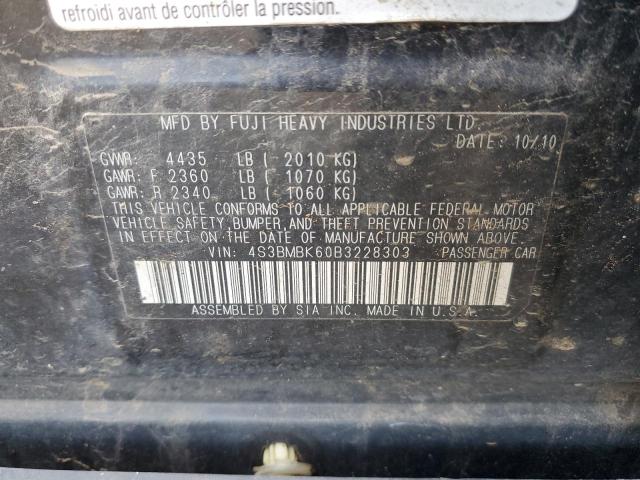 refroidi avant de contrôler la pression.
MFD BY FUJI HEAVY INDUSTRIES LTD.
DATE: 10/10
GVWR: 4435 LB (- 2010 KG)
GAWR: F 2360 LB (- 1070 KG)
GAWR: R 2340 LB (- 1060 KG)
THIS VEHICLE CONFORMS TO ALL APPLICABLE FEDERAL MOTOR
VEHICLE SAFETY, BUMPER, AND THEFT PREVENTION STANDARDS
IN EFFECT ON THE DATE OF MANUFACTURE SHOWN ABOVE.
VIN: 4S3BMBK60B3228303 PASSENGER CAR
ASSEMBLED BY SIA INC. MADE IN U.S.A.